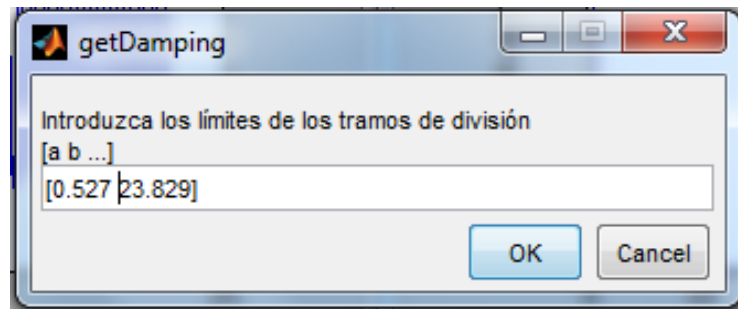 getDamping
Introduzca los límites de los tramos de división
[a b ...]
[0.527 23.829]
OK Cancel